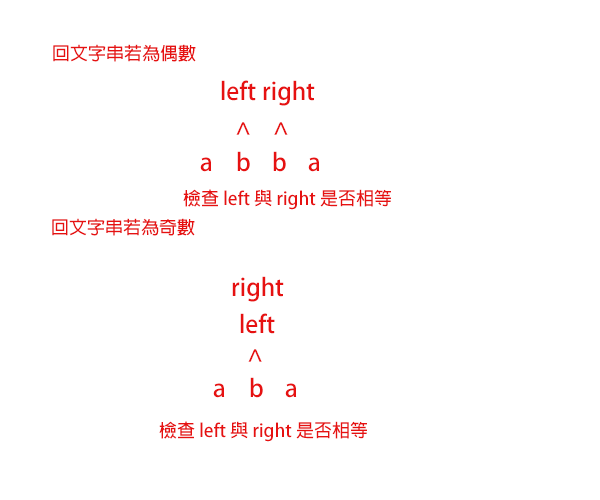 回文字串若為偶數
left right
^ ^
a b b a
檢查 left 與 right 是否相等
回文字串若為奇數
right
left
^
a b a
檢查 left 與 right 是否相等